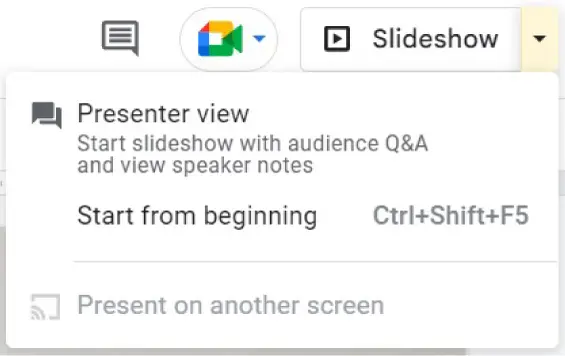 Slideshow
Presenter view
Start slideshow with audience Q&A
and view speaker notes
Start from beginning Ctrl+Shift+F5
Present on another screen